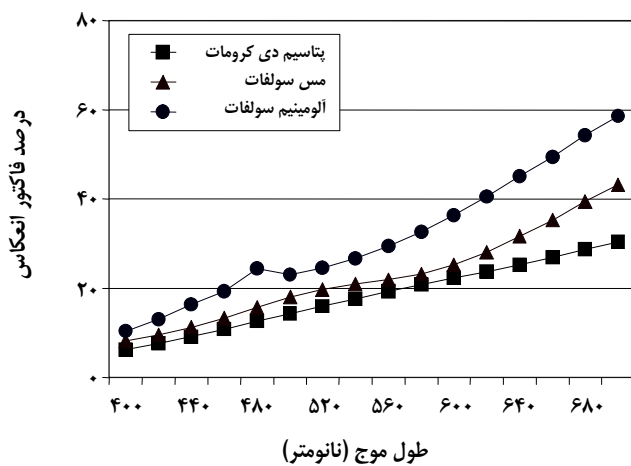 ۸۰
۶۰
۴۰
۲۰
۰
درصد فاکتور انعکاس
پتاسیم دی کرومات
مس سولفات
آلومینیم سولفات
۴۰۰ ۴۴۰ ۴۸۰ ۵۲۰ ۵۶۰ ۶۰۰ ۶۴۰ ۶۸۰
طول موج (نانومتر)